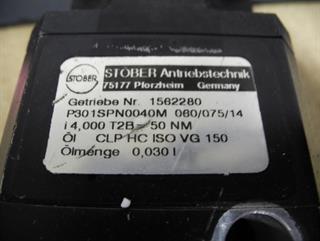 STÖBER
STÖBER Antriebstechnik
75177 Pforzheim Germany
Getriebe Nr. 1562280
P301SPN0040M 060/075/14
i 4,000 T2B= 50 NM
Öl CLP HC ISO VG 150
Ölmenge 0,030 l